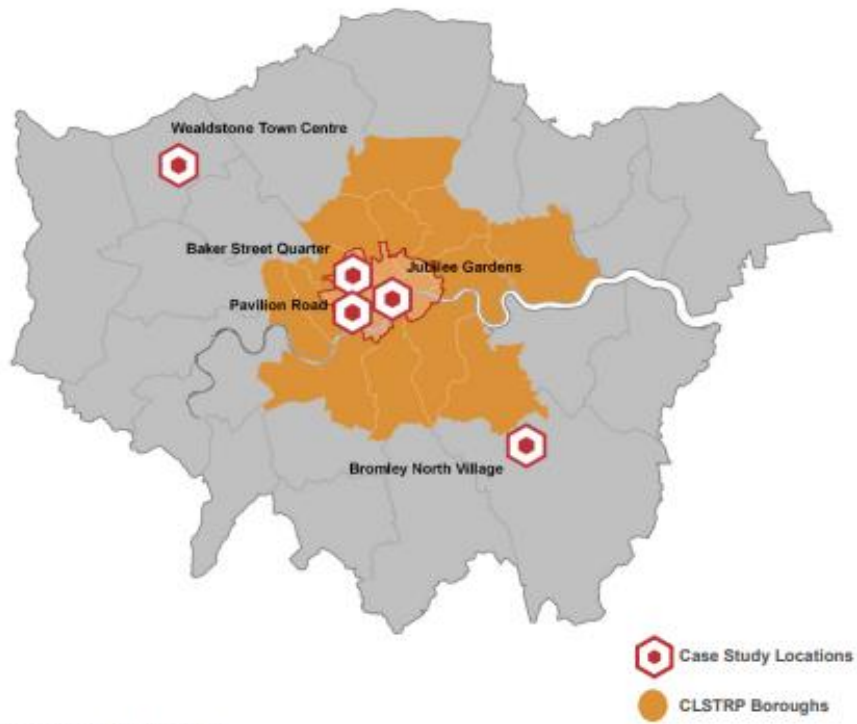 Wealdstone Town Centre
Baker Street Quarter
Jubilee Gardens
Pavilion Road
Bromley North Village
Case Study Locations
CLSTRP Boroughs